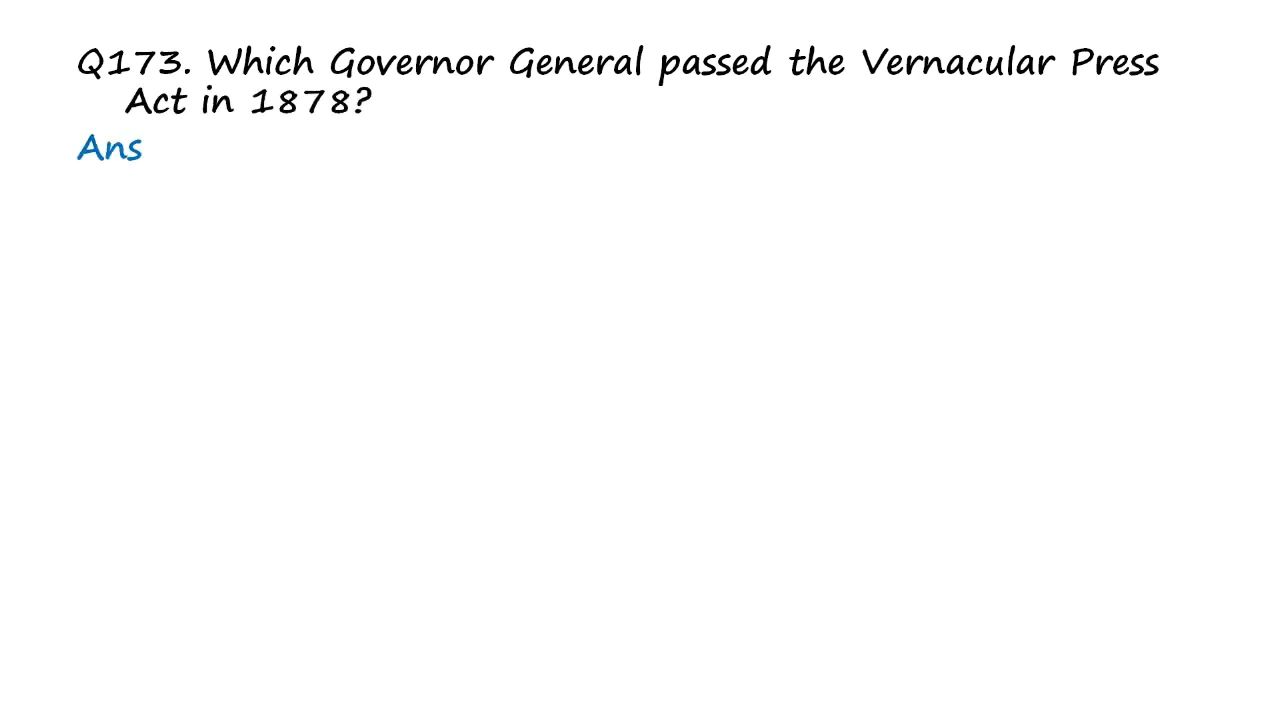 Q173. Which Governor General passed the Vernacular Press
Act in 1878?
Ans